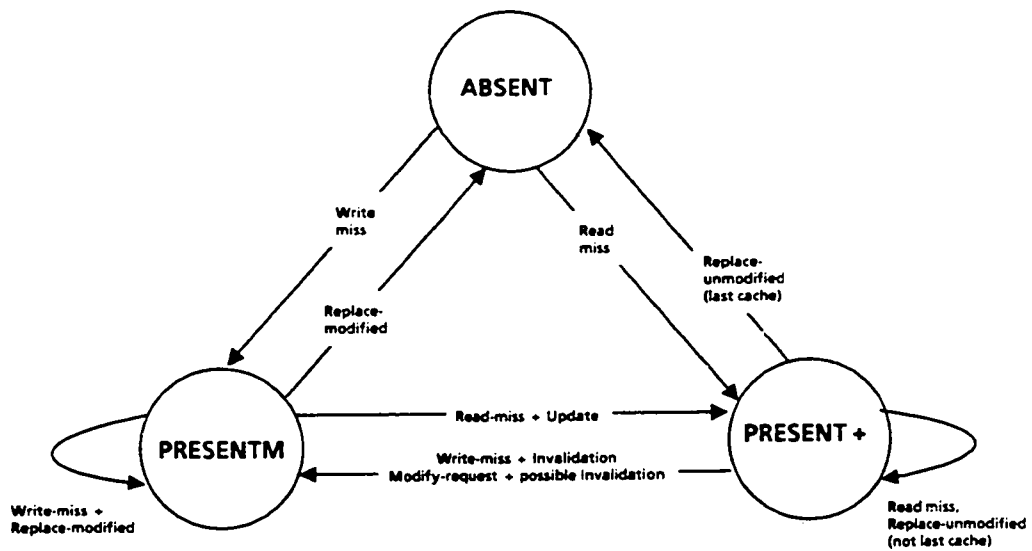 ABSENT
Write
miss
Read
miss
Replace-
unmodified
(last cache)
Replace-
modified
Read-miss + Update
PRESENTM
PRESENT +
Write-miss + Invalidation
Modify-request + possible Invalidation
Write-miss +
Replace-modified
Read miss,
Replace-unmodified
(not last cache)